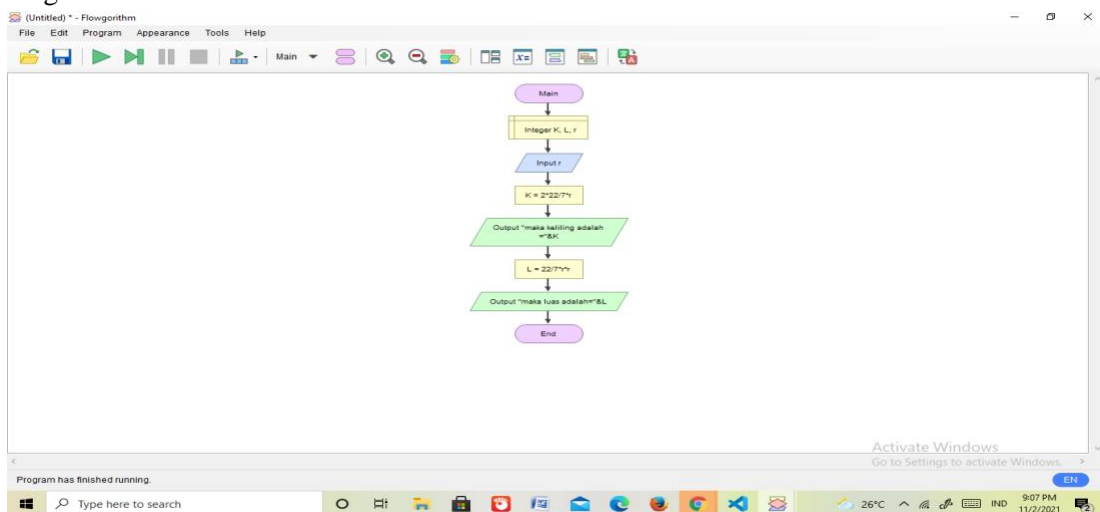 (Untitled) * - Flowgorithm
File Edit Program Appearance Tools Help
Main
Main
Integer K, L, r
Input r
K = 2*22/7*r
Output "maka keliling adalah
="&K
L = 22/7*r*r
Output "maka luas adalah="&L
End
Activate Windows
Go to Settings to activate Windows.
Program has finished running.
EN
Type here to search
26°C
IND
9:07 PM
11/2/2021